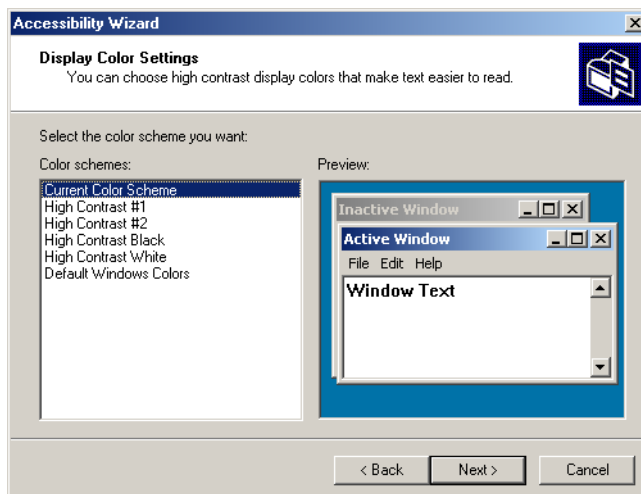 Accessibility Wizard
Display Color Settings
You can choose high contrast display colors that make text easier to read.
Select the color scheme you want:
Color schemes:
Current Color Scheme
High Contrast #1
High Contrast #2
High Contrast Black
High Contrast White
Default Windows Colors
Preview:
Inactive Window
Active Window
File Edit Help
Window Text
< Back Next > Cancel